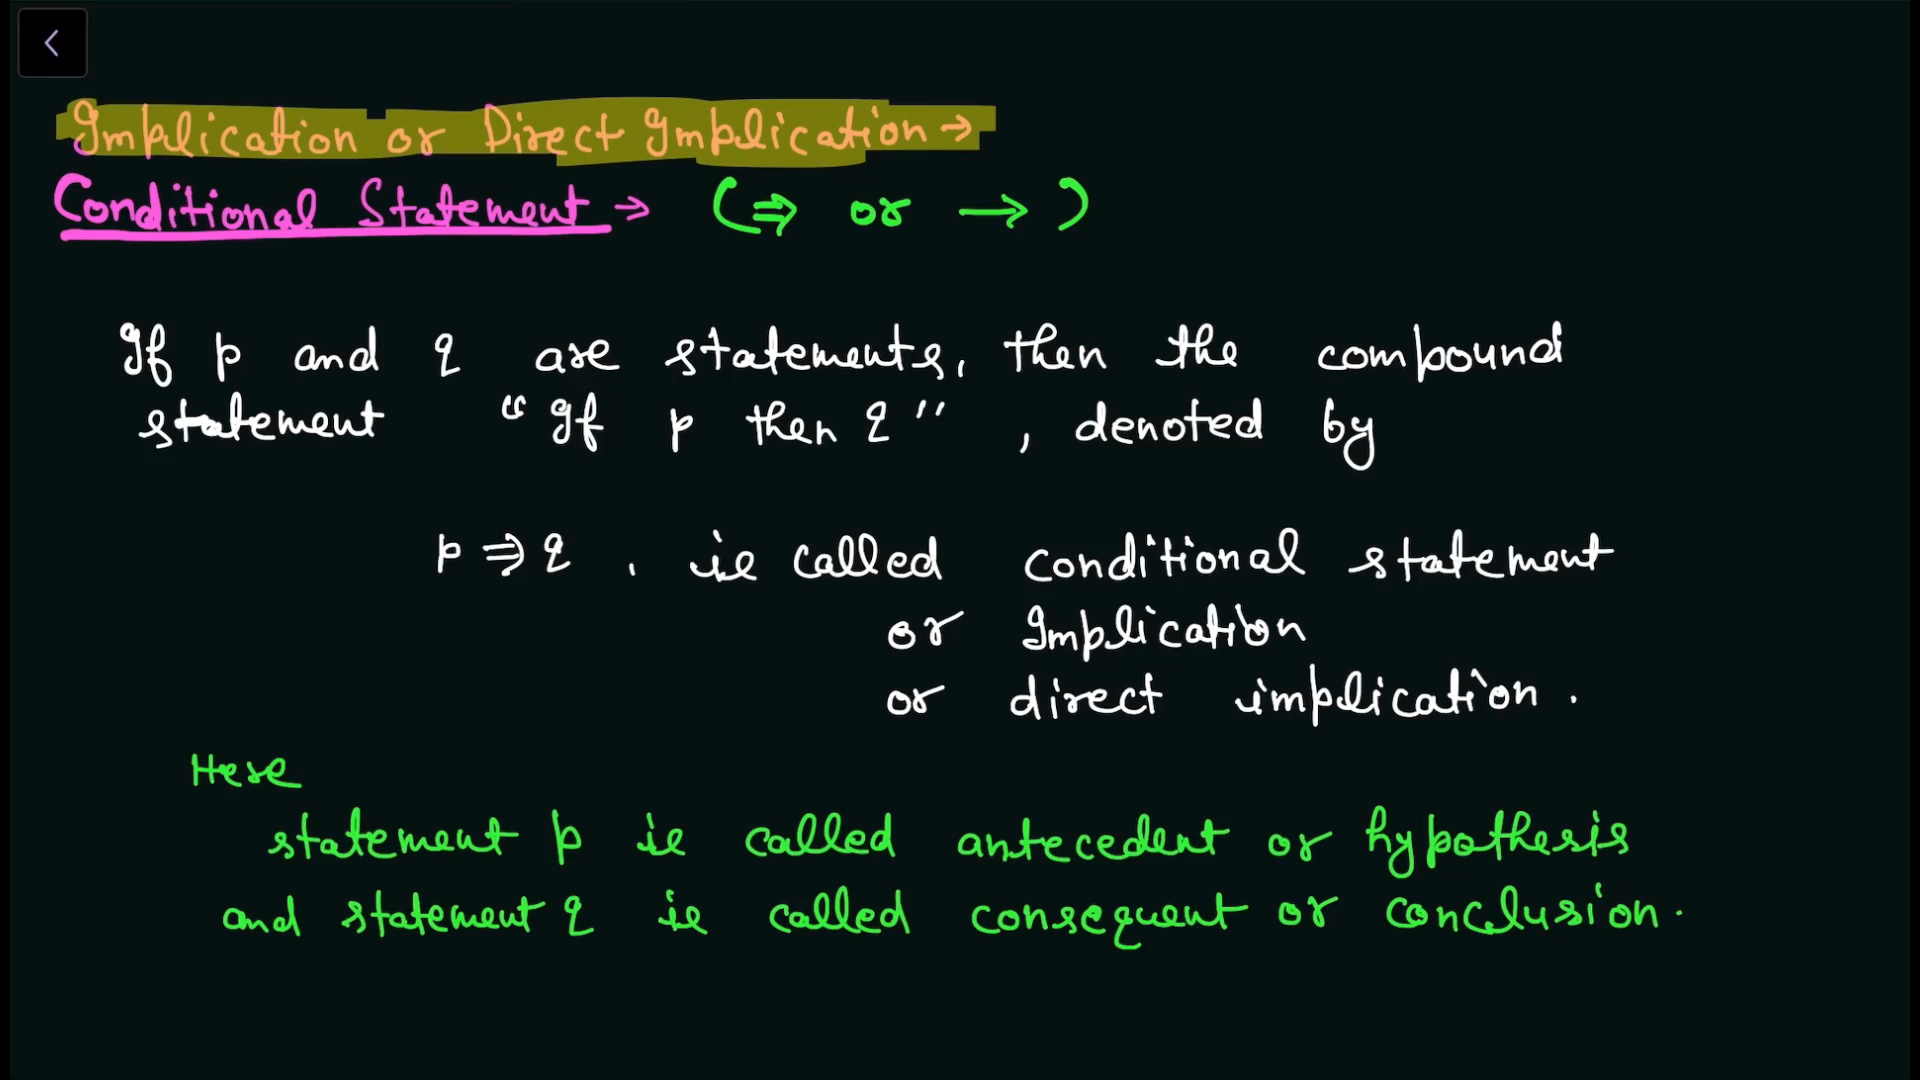 Implication or Direct Implication →
Conditional Statement → (⇒ or →)
If p and q are statements, then the compound
statement "If p then q", denoted by
p ⇒ q, is called conditional statement
or Implication
or direct implication.
Here
statement p is called antecedent or hypothesis
and statement q is called consequent or conclusion.